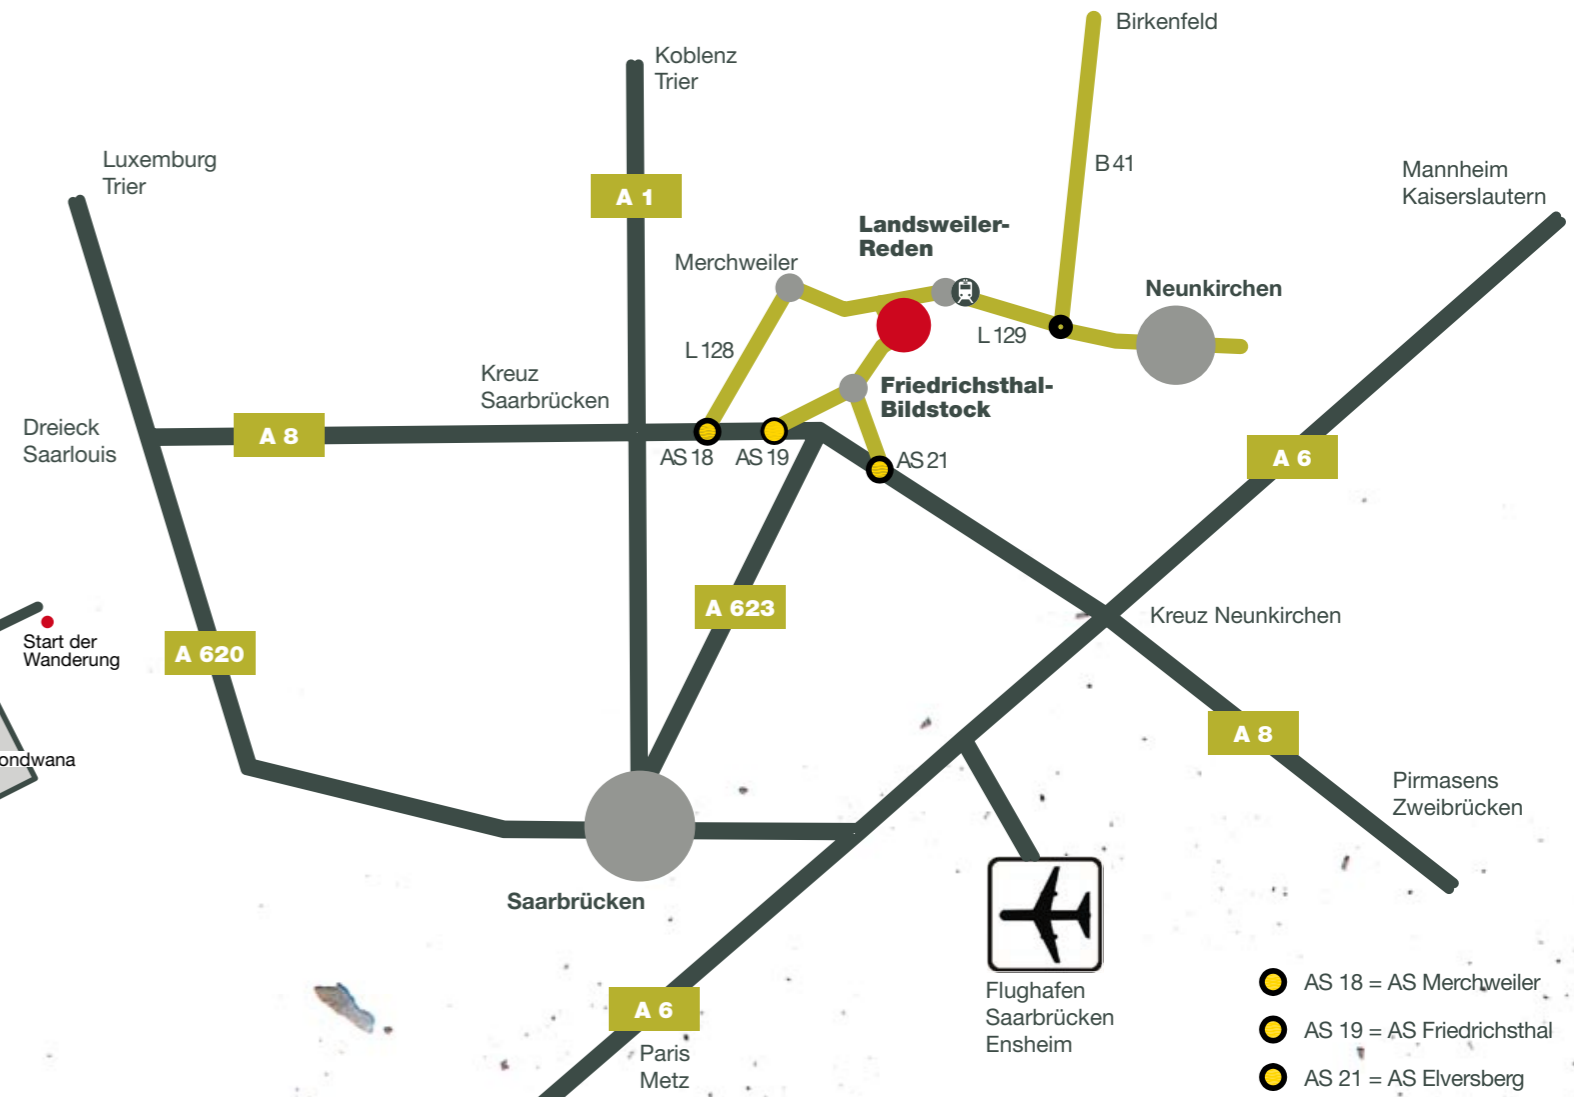 Birkenfeld
Koblenz
Trier
Luxemburg
Trier
B 41
Mannheim
Kaiserslautern
A 1
Landsweiler-
Reden
Merchweiler
Neunkirchen
L 129
L 128
Kreuz
Saarbrücken
Friedrichsthal-
Bildstock
Dreieck
Saarlouis
A 8
AS 18
AS 19
AS 21
A 6
A 623
Kreuz Neunkirchen
Start der
Wanderung
A 620
A 8
ondwana
Pirmasens
Zweibrücken
Saarbrücken
A 6
Flughafen
Saarbrücken
Ensheim
Paris
Metz
AS 18 = AS Merchweiler
AS 19 = AS Friedrichsthal
AS 21 = AS Elversberg